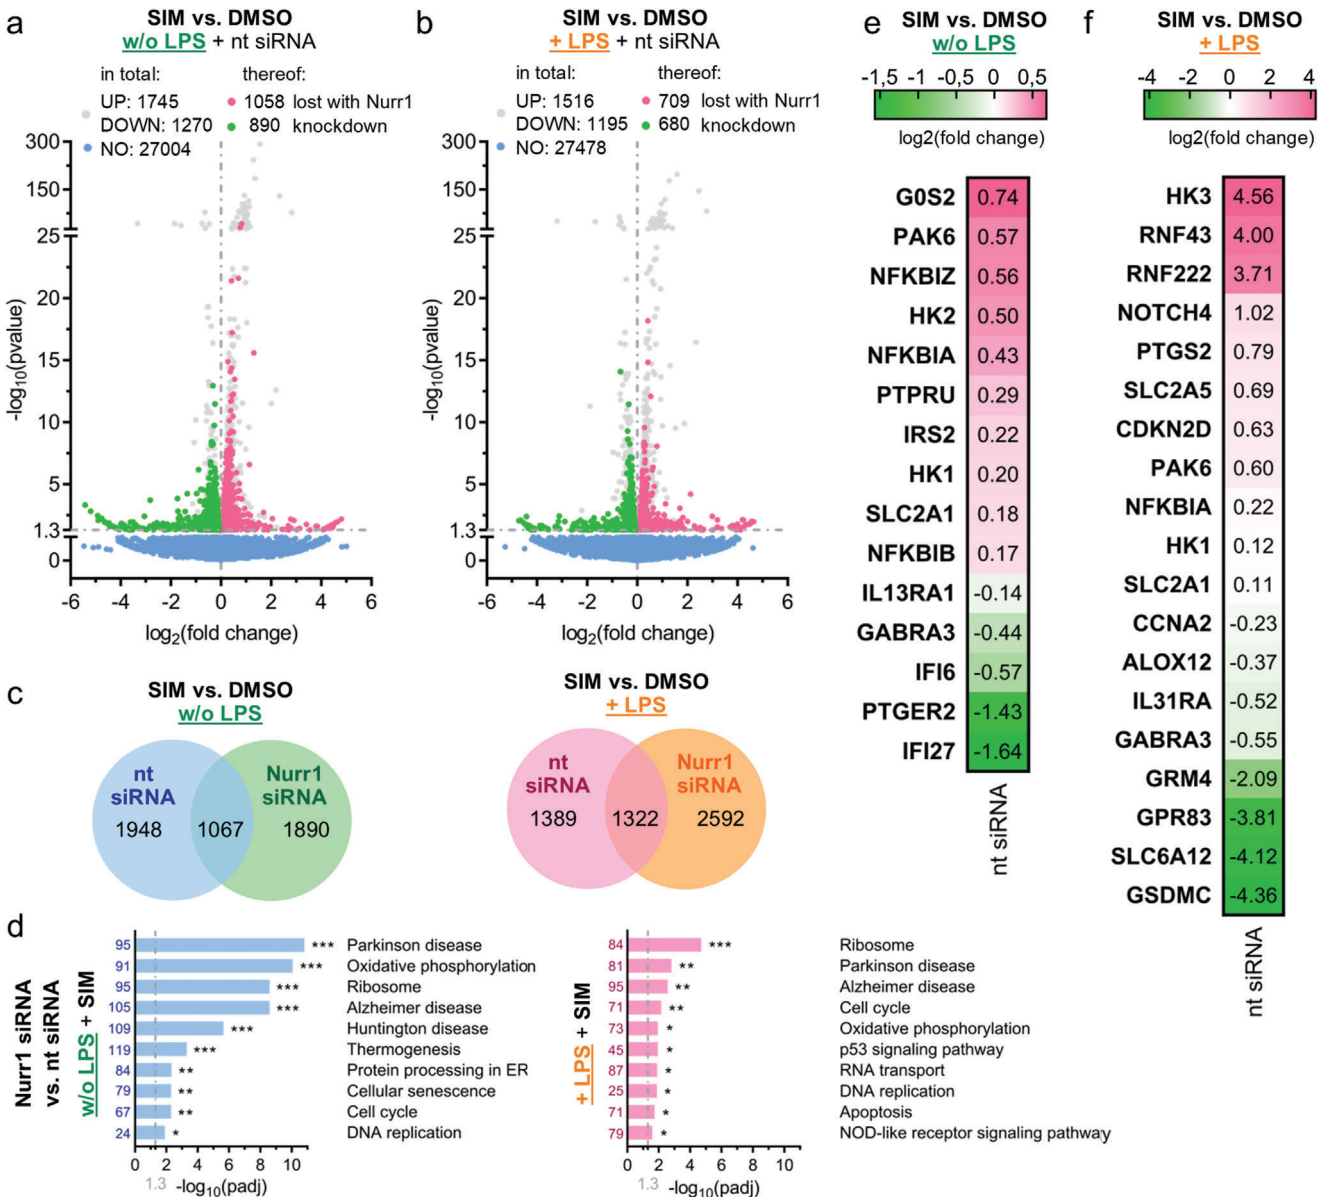 a
SIM vs. DMSO
w/o LPS + nt siRNA
in total:
thereof:
UP: 1745
1058 lost with Nurr1
DOWN: 1270
890 knockdown
NO: 27004
300
150
25
20
15
10
5
1.3
0
-log10(pvalue)
-6 -4 -2 0 2 4 6
log2(fold change)
b
SIM vs. DMSO
+ LPS + nt siRNA
in total:
thereof:
UP: 1516
709 lost with Nurr1
DOWN: 1195
680 knockdown
NO: 27478
300
150
25
20
15
10
5
1.3
0
-log10(pvalue)
-6 -4 -2 0 2 4 6
log2(fold change)
c
SIM vs. DMSO
w/o LPS
nt
siRNA
Nurr1
siRNA
1948 1067 1890
SIM vs. DMSO
+ LPS
nt
siRNA
Nurr1
siRNA
1389 1322 2592
d
Nurr1 siRNA
vs. nt siRNA
w/o LPS + SIM
95 *** Parkinson disease
91 *** Oxidative phosphorylation
95 *** Ribosome
105 *** Alzheimer disease
109 *** Huntington disease
119 *** Thermogenesis
84 ** Protein processing in ER
79 ** Cellular senescence
67 ** Cell cycle
24 * DNA replication
0 2 4 6 8 10
1.3
-log10(padj)
+ LPS + SIM
84 *** Ribosome
81 ** Parkinson disease
95 ** Alzheimer disease
71 ** Cell cycle
73 * Oxidative phosphorylation
45 * p53 signaling pathway
87 * RNA transport
25 * DNA replication
71 * Apoptosis
79 * NOD-like receptor signaling pathway
0 2 4 6 8 10
1.3
-log10(padj)
e
SIM vs. DMSO
w/o LPS
-1,5 -1 -0,5 0 0,5
log2(fold change)
G0S2 0.74
PAK6 0.57
NFKBIZ 0.56
HK2 0.50
NFKBIA 0.43
PTPRU 0.29
IRS2 0.22
HK1 0.20
SLC2A1 0.18
NFKBIB 0.17
IL13RA1 -0.14
GABRA3 -0.44
IFI6 -0.57
PTGER2 -1.43
IFI27 -1.64
nt siRNA
f
SIM vs. DMSO
+ LPS
-4 -2 0 2 4
log2(fold change)
HK3 4.56
RNF43 4.00
RNF222 3.71
NOTCH4 1.02
PTGS2 0.79
SLC2A5 0.69
CDKN2D 0.63
PAK6 0.60
NFKBIA 0.22
HK1 0.12
SLC2A1 0.11
CCNA2 -0.23
ALOX12 -0.37
IL31RA -0.52
GABRA3 -0.55
GRM4 -2.09
GPR83 -3.81
SLC6A12 -4.12
GSDMC -4.36
nt siRNA